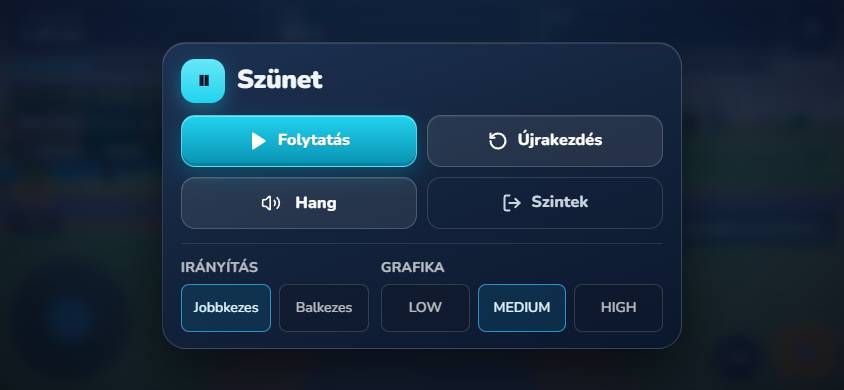 Szünet
Folytatás
Újrakezdés
Hang
Szintek
IRÁNYÍTÁS
GRAFIKA
Jobbkezes
Balkezes
LOW
MEDIUM
HIGH